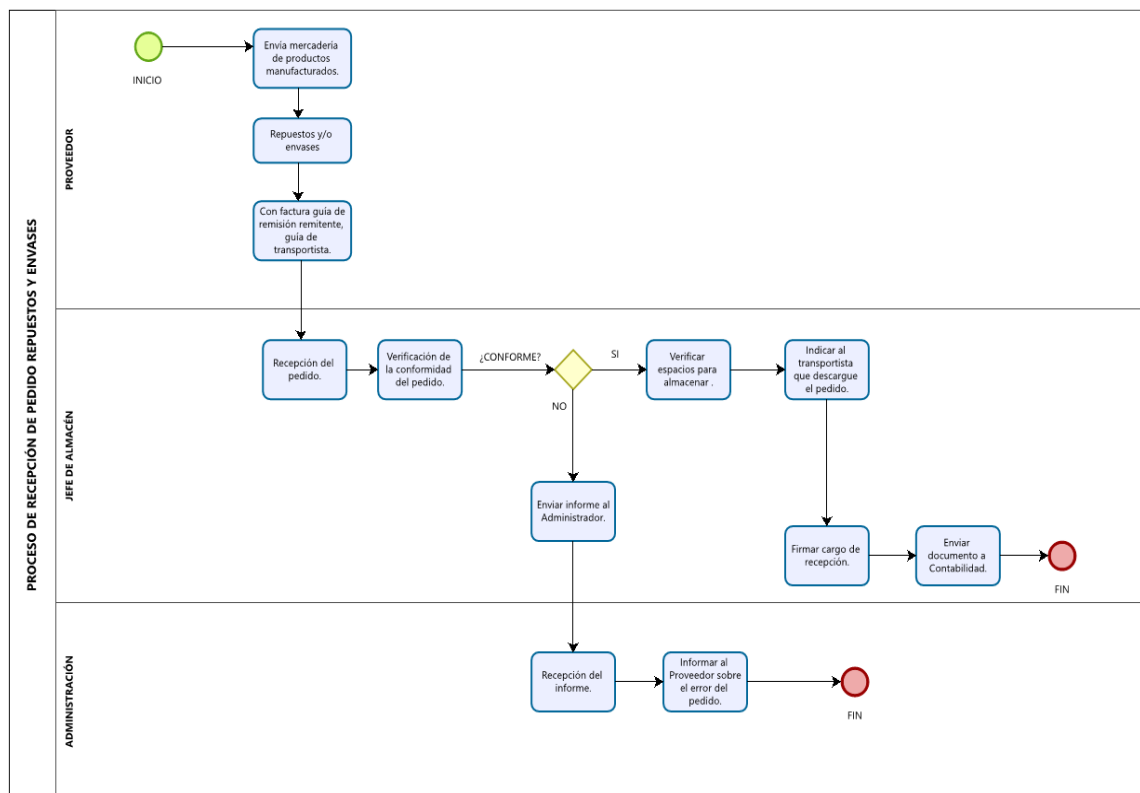 PROCESO DE RECEPCIÓN DE PEDIDO REPUESTOS Y ENVASES
PROVEEDOR
INICIO
Envía mercadería
de productos
manufacturados.
Repuestos y/o
envases
Con factura guía de
remisión remitente,
guía de
transportista.
JEFE DE ALMACÉN
Recepción del
pedido.
Verificación de
la conformidad
del pedido.
¿CONFORME?
SI
NO
Verificar
espacios para
almacenar .
Indicar al
transportista
que descargue
el pedido.
Enviar informe al
Administrador.
Firmar cargo de
recepción.
Enviar
documento a
Contabilidad.
FIN
ADMINISTRACIÓN
Recepción del
informe.
Informar al
Proveedor sobre
el error del
pedido.
FIN